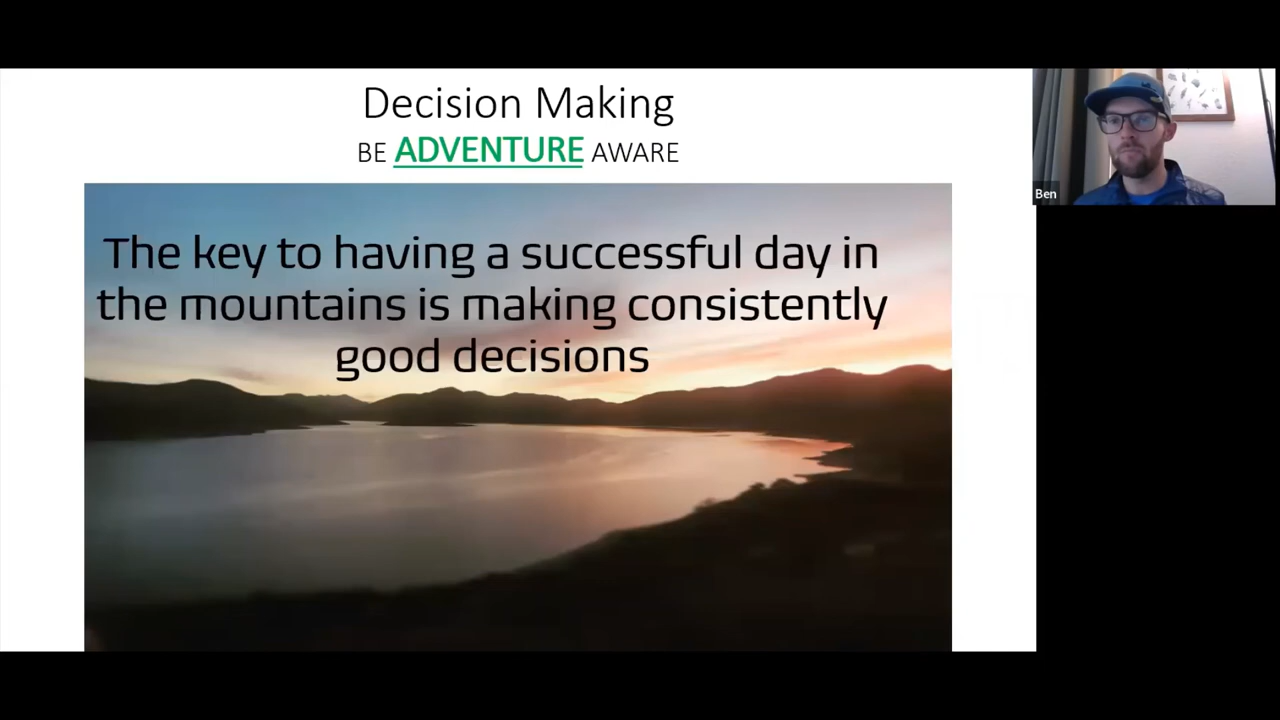 Decision Making
BE ADVENTURE AWARE
The key to having a successful day in
the mountains is making consistently
good decisions
Ben